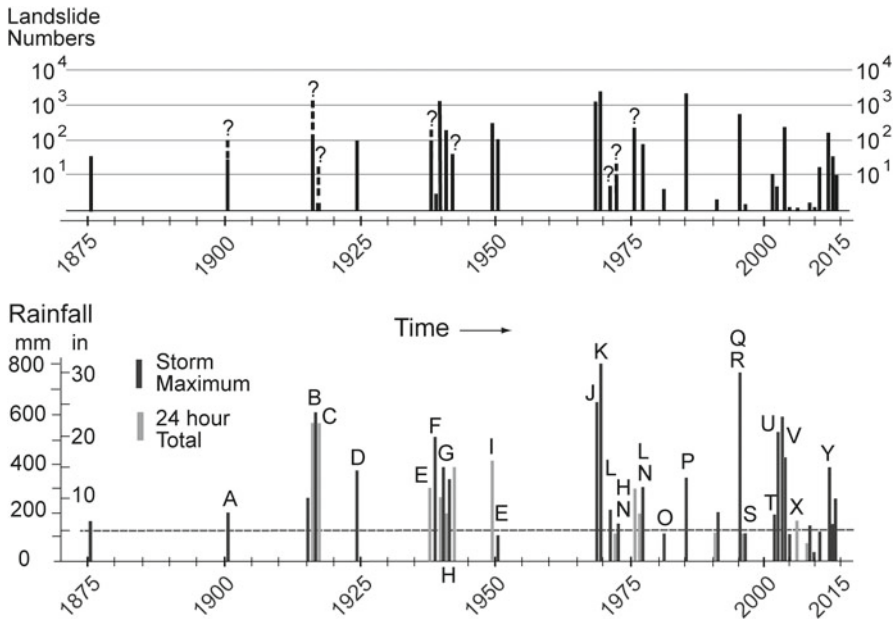 Landslide
Numbers
10⁴ 10⁴
? ?
10³ 10³
? ? ? ?
10² 10²
? ?
10¹ 10¹
1875 1900 1925 1950 1975 2000 2015
Rainfall
mm in
Time
Storm
Maximum
24 hour
Total
800 30
600 20
400
200 10
0
A B C D E F G H I E J K L H N L N O P Q R S T U V X Y
1875 1900 1925 1950 1975 2000 2015